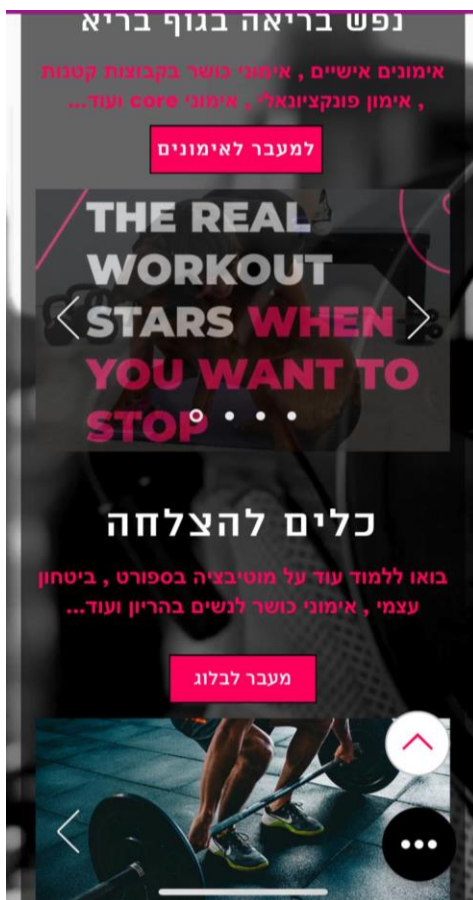 נפש בריאה בגוף בריא
אימונים אישיים , אימוני כושר בקבוצות קטנות
, אימון פונקציונאלי , אימוני core ועוד...
למעבר לאימונים
THE REAL
WORKOUT
STARS WHEN
YOU WANT TO
STOP
כלים להצלחה
בואו ללמוד עוד על מוטיבציה בספורט , ביטחון
עצמי , אימוני כושר לנשים בהריון ועוד...
מעבר לבלוג